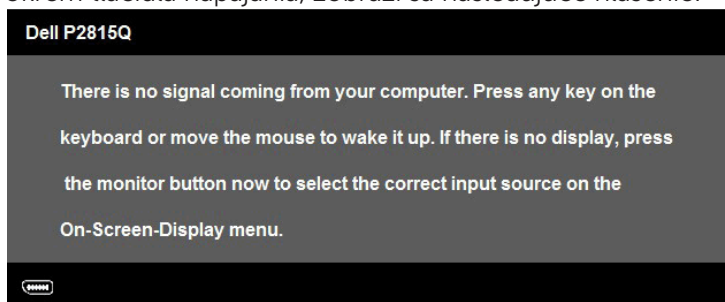 Dell P2815Q
There is no signal coming from your computer. Press any key on the
keyboard or move the mouse to wake it up. If there is no display, press
the monitor button now to select the correct input source on the
On-Screen-Display menu.